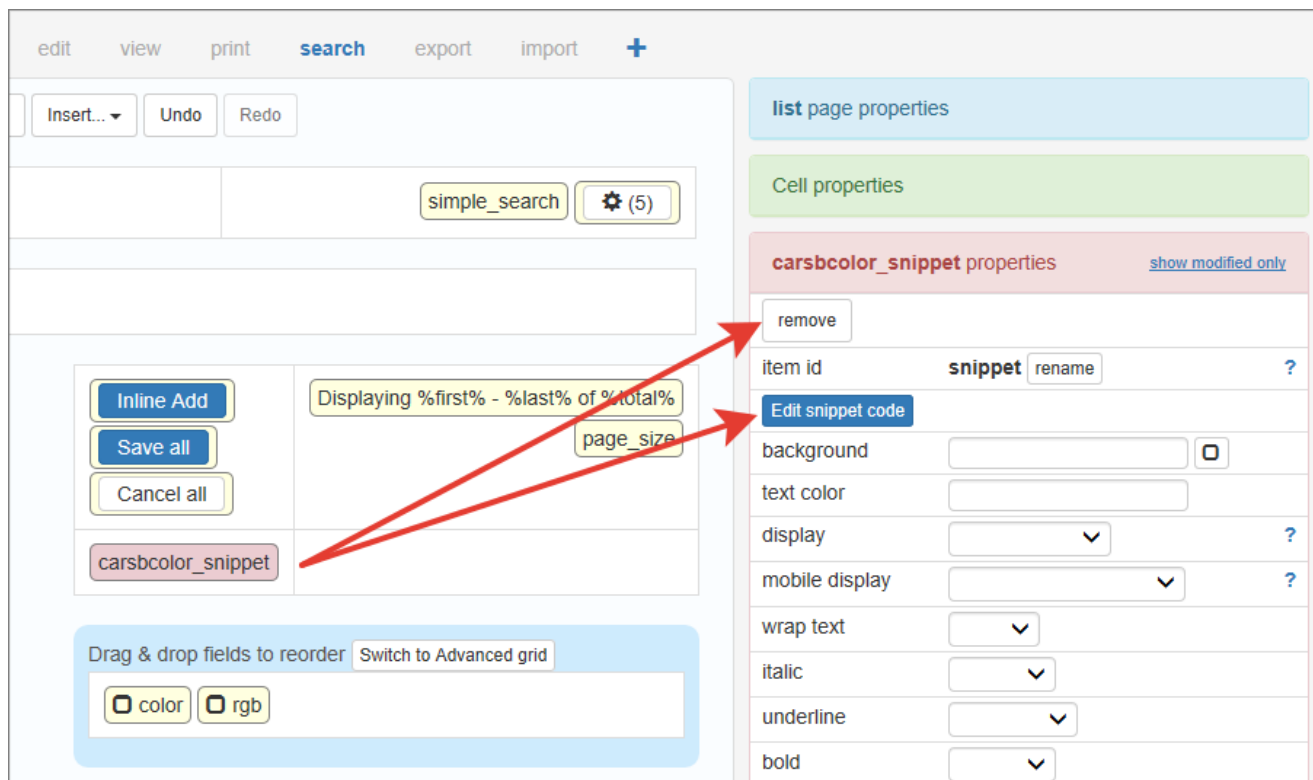 edit view print search export import +
Insert... Undo Redo
simple_search (5)
Inline Add
Save all
Cancel all
Displaying %first% - %last% of %total%
page_size
carsbcolor_snippet
Drag & drop fields to reorder Switch to Advanced grid
color rgb
list page properties
Cell properties
carsbcolor_snippet properties show modified only
remove
item id snippet rename ?
Edit snippet code
background
text color
display ?
mobile display ?
wrap text
italic
underline
bold